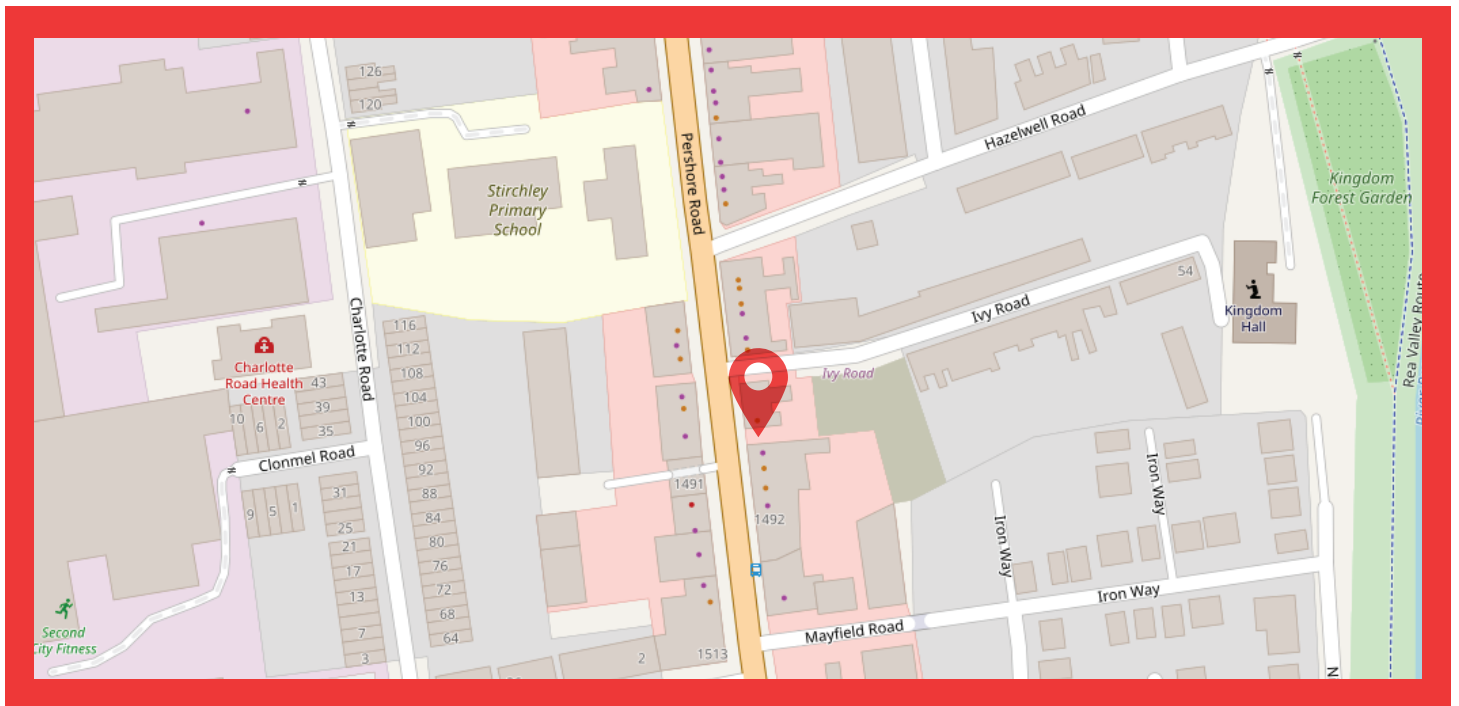 126
120
Pershore Road
Hazelwell Road
Stirchley
Primary
School
Kingdom
Forest Garden
54
Ivy Road
Kingdom
Hall
Rea Valley Route
Charlotte Road
116
112
108
104
100
96
92
88
84
80
76
72
68
64
Charlotte
Road Health
Centre
43
39
35
10
6
2
Clonmel Road
Ivy Road
9
5
1
31
25
21
17
13
7
3
1491
1492
Iron Way
Iron Way
Iron Way
Mayfield Road
Second
City Fitness
2
1513